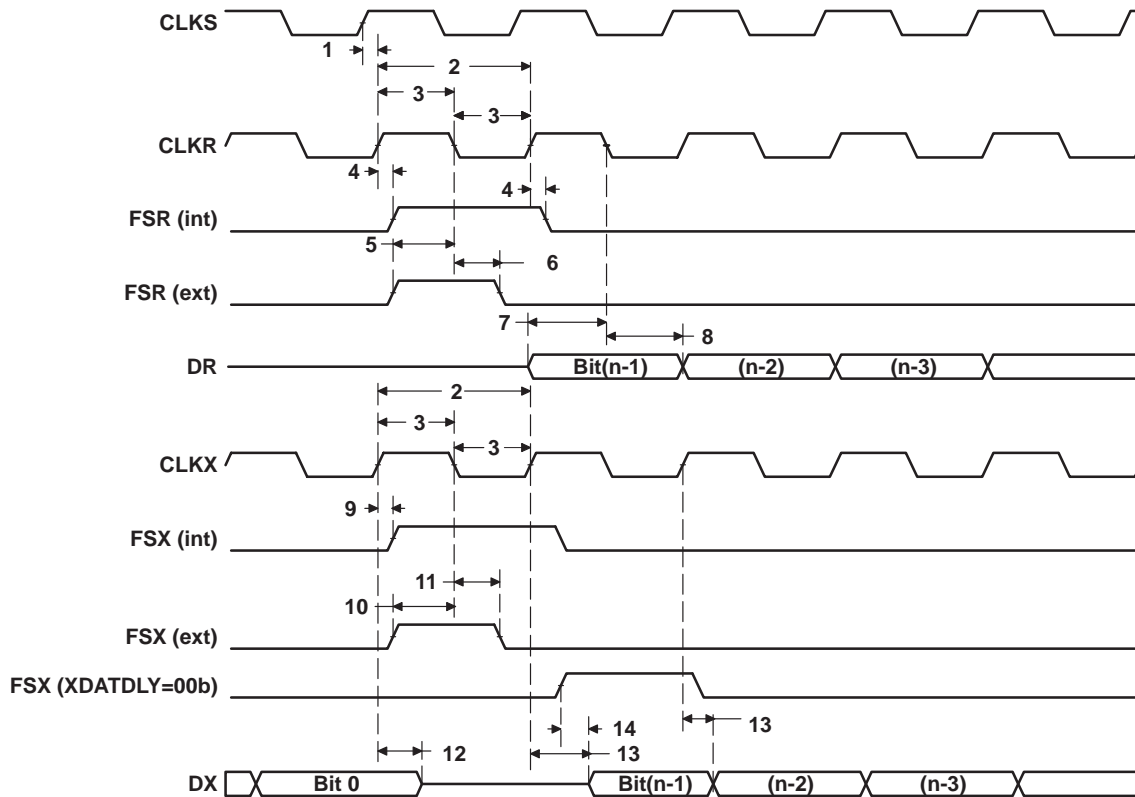 CLKS
1
2
3
3
CLKR
4
4
FSR (int)
5
6
FSR (ext)
7
8
DR
Bit(n-1)
(n-2)
(n-3)
2
3
3
CLKX
9
FSX (int)
11
10
FSX (ext)
FSX (XDATDLY=00b)
14
13
12
13
DX
Bit 0
Bit(n-1)
(n-2)
(n-3)